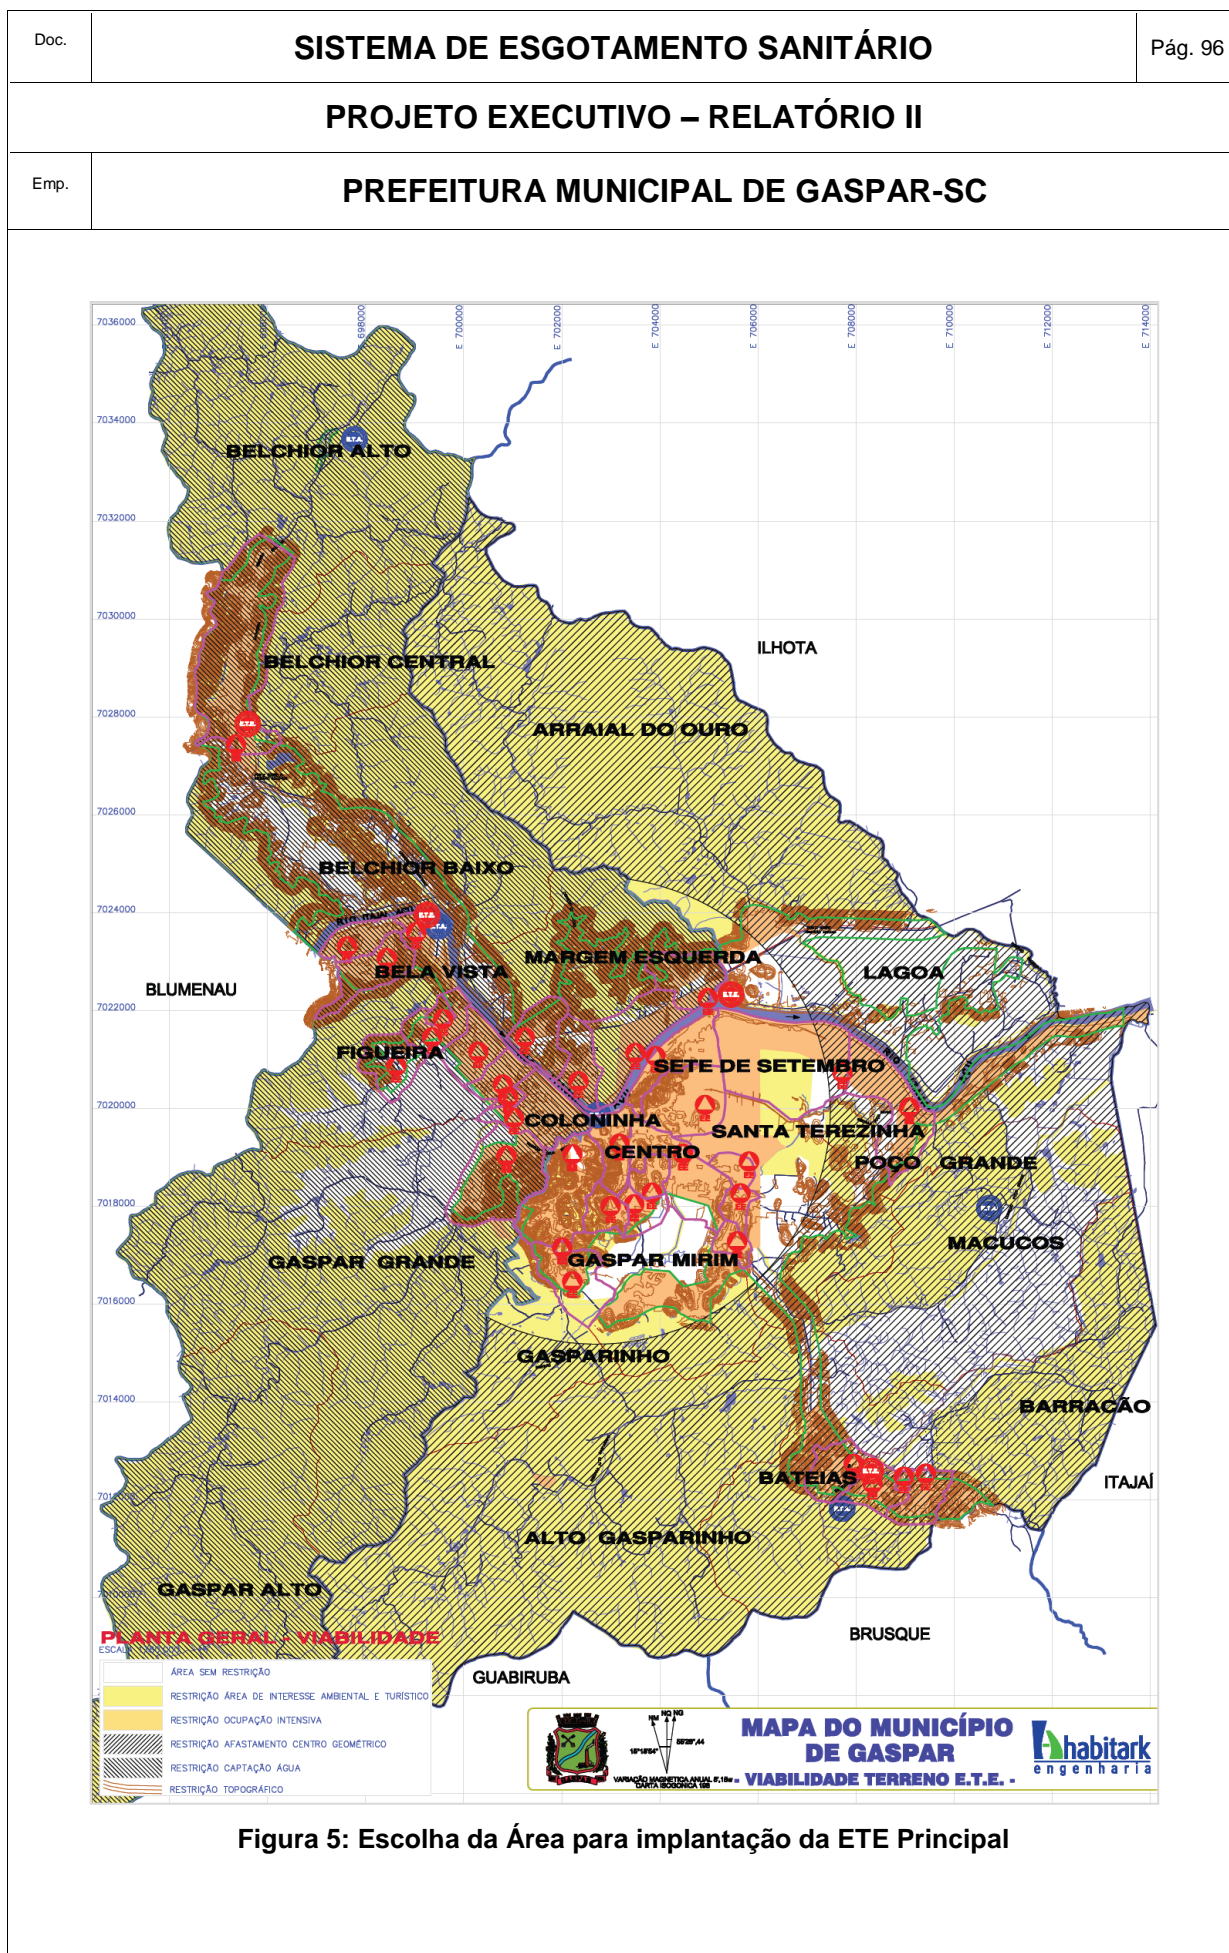 Doc.
SISTEMA DE ESGOTAMENTO SANITÁRIO
Pág. 96
PROJETO EXECUTIVO – RELATÓRIO II
Emp.
PREFEITURA MUNICIPAL DE GASPAR-SC
E 700000
E 702000
E 704000
E 706000
E 708000
E 710000
E 712000
E 714000
698000
7036000
7034000
BELCHIOR ALTO
E.T.A.
7032000
7030000
ILHOTA
BELCHIOR CENTRAL
7028000
E.T.E.
ARRAIAL DO OURO
7026000
BELCHIOR BAIXO
7024000
E.T.E.
MARGEM ESQUERDA
LAGOA
BELA VISTA
BLUMENAU
E.T.E.
7022000
FIGUEIRA
SETE DE SETEMBRO
7020000
COLONINHA
SANTA TEREZINHA
CENTRO
POÇO GRANDE
7018000
MACUCOS
GASPAR GRANDE
GASPAR MIRIM
7016000
GASPARINHO
7014000
BARRACÃO
BATEIAS
E.T.E.
ITAJAÍ
ALTO GASPARINHO
GASPAR ALTO
BRUSQUE
PLANTA GERAL - VIABILIDADE
GUABIRUBA
ÁREA SEM RESTRIÇÃO
RESTRIÇÃO ÁREA DE INTERESSE AMBIENTAL E TURÍSTICO
RESTRIÇÃO OCUPAÇÃO INTENSIVA
RESTRIÇÃO AFASTAMENTO CENTRO GEOMÉTRICO
RESTRIÇÃO CAPTAÇÃO ÁGUA
RESTRIÇÃO TOPOGRÁFICO
GASPAR
NM NQ NG
MAPA DO MUNICÍPIO
DE GASPAR
- VIABILIDADE TERRENO E.T.E. -
habitark
engenharia
Figura 5: Escolha da Área para implantação da ETE Principal